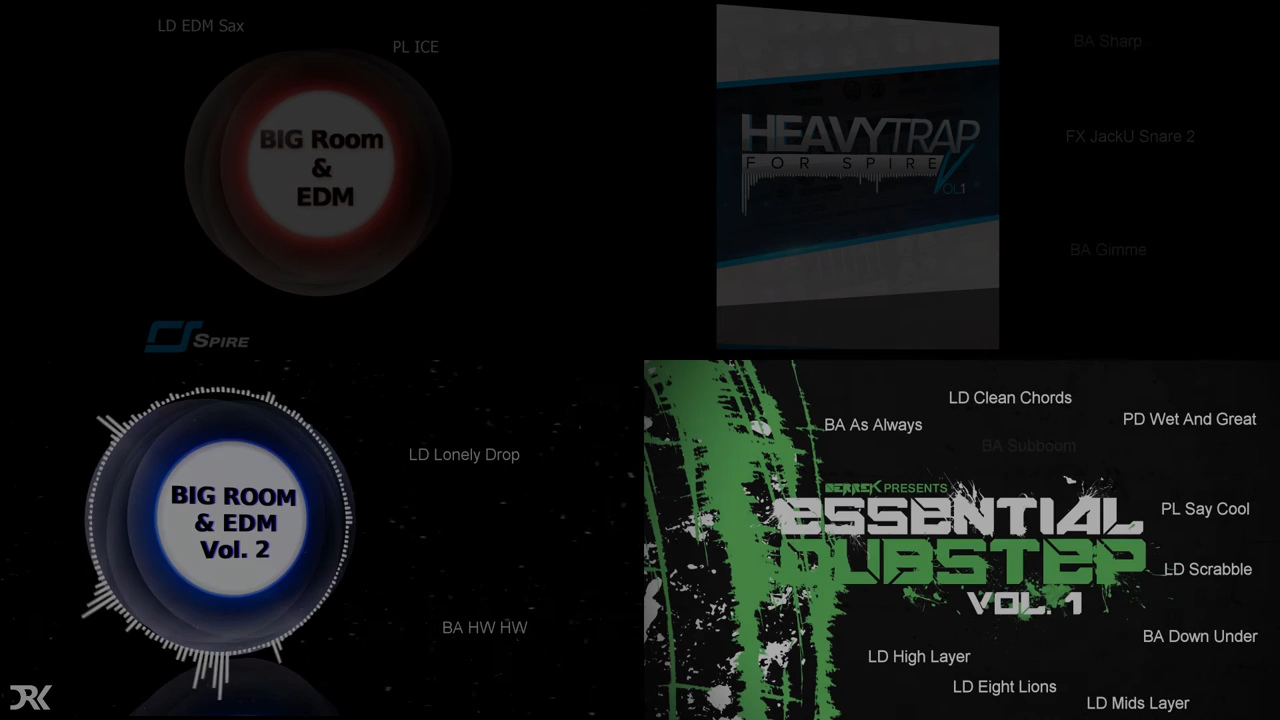 LD EDM Sax
PL ICE
BIG Room
&
EDM
SPIRE
BA Sharp
HEAVYTRAP
FOR SPIRE
VOL1
FX JackU Snare 2
BA Gimme
BIG ROOM
& EDM
Vol. 2
LD Lonely Drop
BA HW HW
JRK
LD Clean Chords
BA As Always
PD Wet And Great
BA Subboom
DERREK PRESENTS
ESSENTIAL
DUBSTEP
VOL. 1
PL Say Cool
LD Scrabble
BA Down Under
LD High Layer
LD Eight Lions
LD Mids Layer